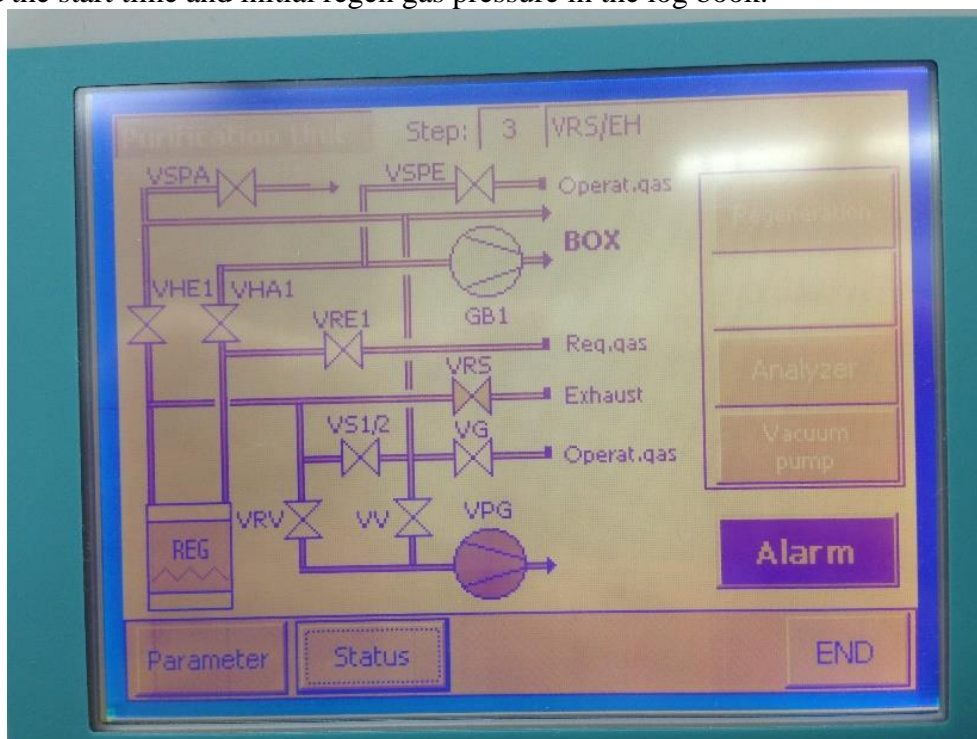 the start time and initial regen gas pressure in the log book.
Purification Unit Step: 3 VRS/EH
VSPA VSPE Operat.gas
Regeneration
BOX
VHE1 VHA1
GB1
VRE1 Reg.gas
VRS Exhaust
Analyzer
VS1/2 VG Operat.gas
Vacuum
pump
VRV VV VPG
REG
Alarm
Parameter Status END